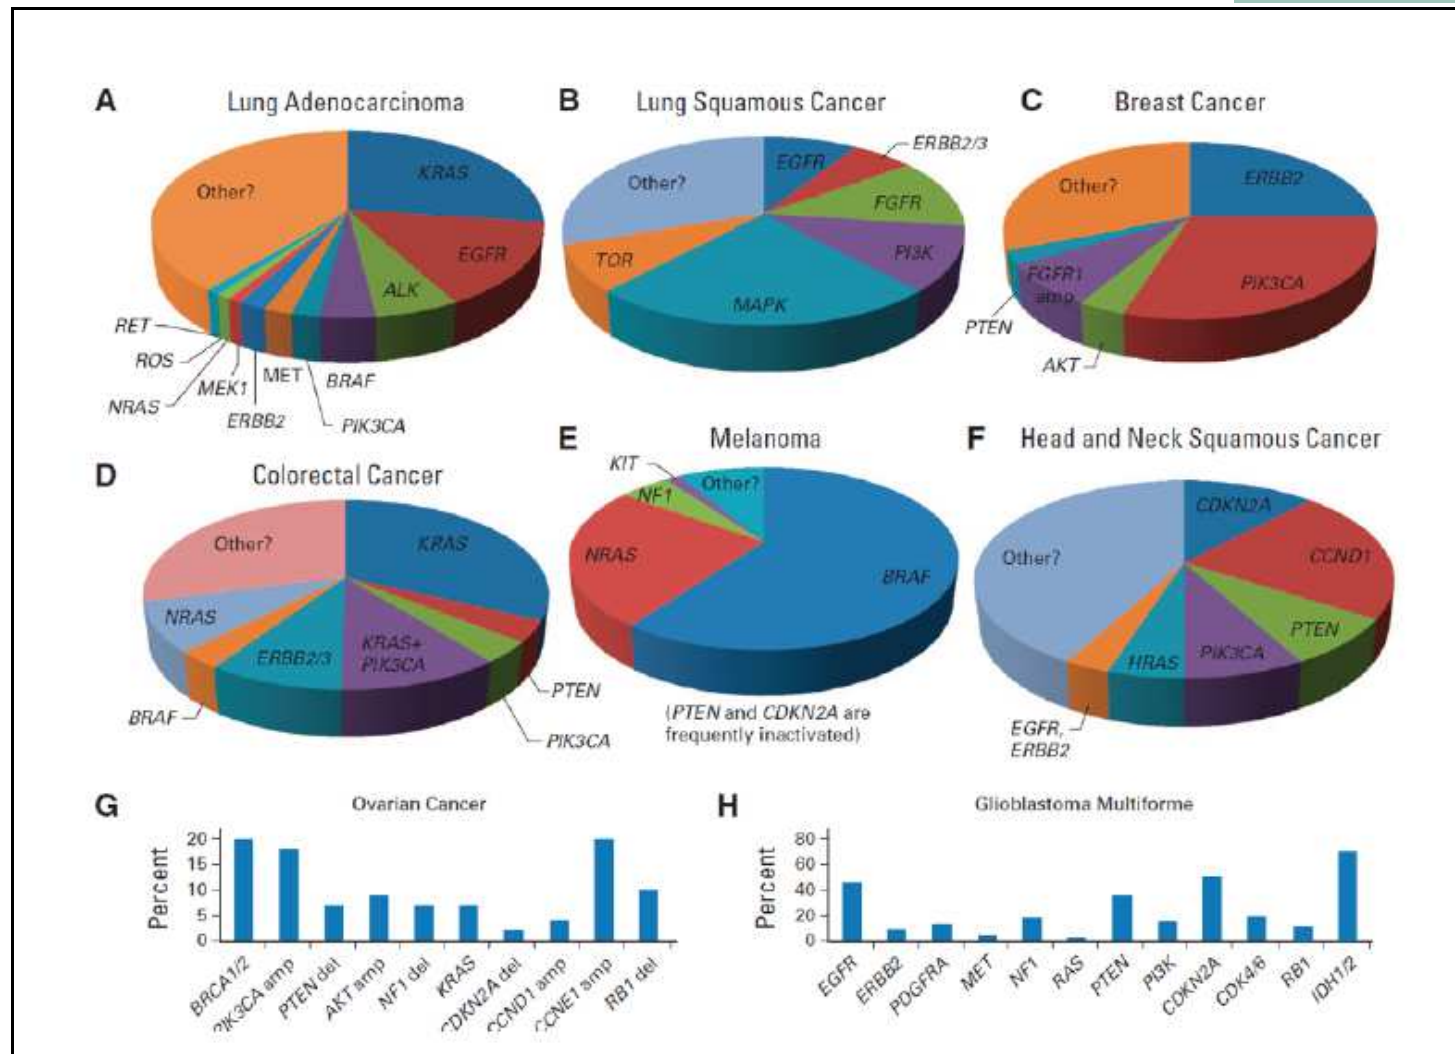 A
Lung Adenocarcinoma
KRAS
EGFR
ALK
BRAF
PIK3CA
MET
ERBB2
MEK1
NRAS
ROS
RET
Other?
B
Lung Squamous Cancer
EGFR
ERBB2/3
FGFR
PI3K
MAPK
TOR
Other?
C
Breast Cancer
ERBB2
PIK3CA
AKT
FGFR1
amp
PTEN
Other?
D
Colorectal Cancer
KRAS
PTEN
PIK3CA
KRAS+
PIK3CA
ERBB2/3
BRAF
NRAS
Other?
E
Melanoma
BRAF
NRAS
NF1
KIT
Other?
(PTEN and CDKN2A are
frequently inactivated)
F
Head and Neck Squamous Cancer
CDKN2A
CCND1
PTEN
PIK3CA
HRAS
EGFR,
ERBB2
Other?
G
Ovarian Cancer
Percent
20
15
10
5
0
BRCA1/2
PIK3CA amp
PTEN del
AKT amp
NF1 del
KRAS
CDKN2A del
CCND1 amp
CCNE1 amp
RB1 del
H
Glioblastoma Multiforme
Percent
80
60
40
20
0
EGFR
ERBB2
PDGFRA
MET
NF1
RAS
PTEN
PI3K
CDKN2A
CDK4/6
RB1
IDH1/2